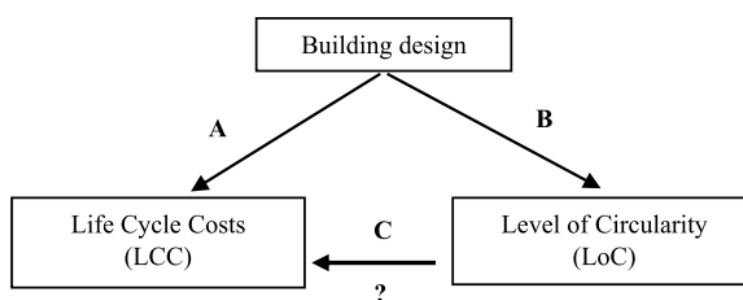 Building design
A
B
Life Cycle Costs
(LCC)
C
?
Level of Circularity
(LoC)